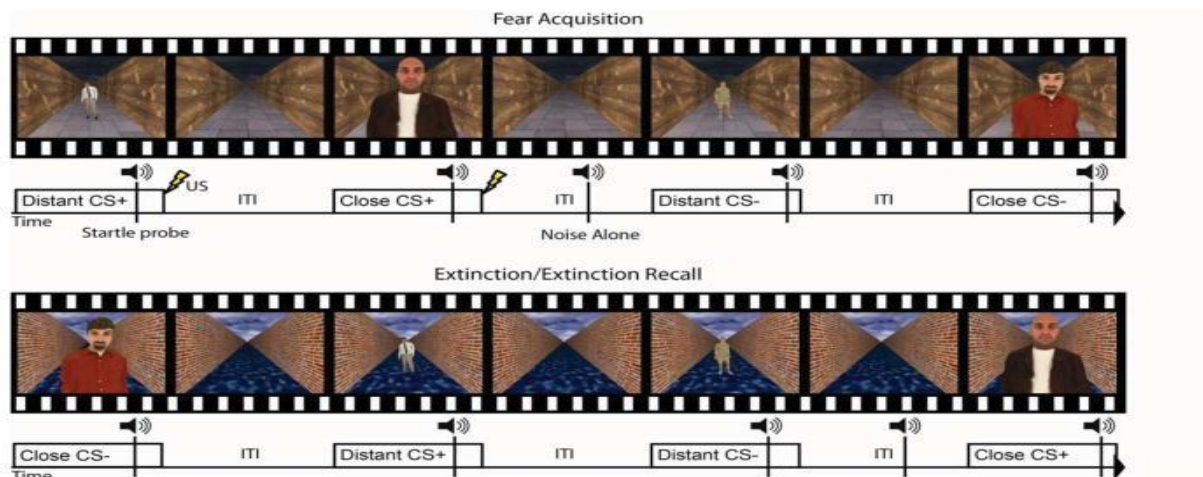 Fear Acquisition
Distant CS+ US ITI Close CS+ ITI Distant CS- ITI Close CS-
Time
Startle probe Noise Alone
Extinction/Extinction Recall
Close CS- ITI Distant CS+ ITI Distant CS- ITI Close CS+
Time